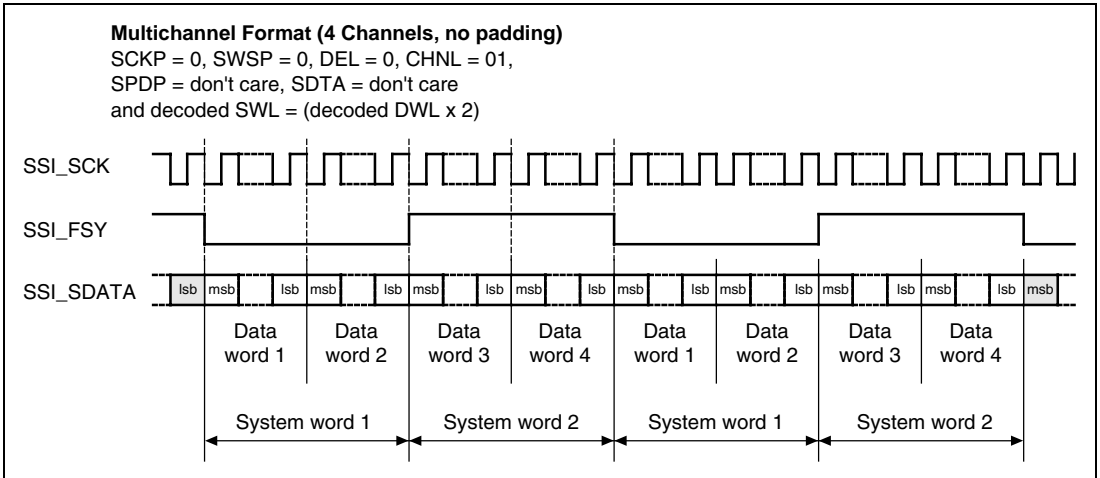 Multichannel Format (4 Channels, no padding)
SCKP = 0, SWSP = 0, DEL = 0, CHNL = 01,
SPDP = don't care, SDTA = don't care
and decoded SWL = (decoded DWL x 2)
SSI_SCK
SSI_FSY
SSI_SDATA lsb msb lsb msb lsb msb lsb msb lsb msb lsb msb lsb msb lsb msb lsb msb
Data Data Data Data Data Data Data Data
word 1 word 2 word 3 word 4 word 1 word 2 word 3 word 4
System word 1 System word 2 System word 1 System word 2